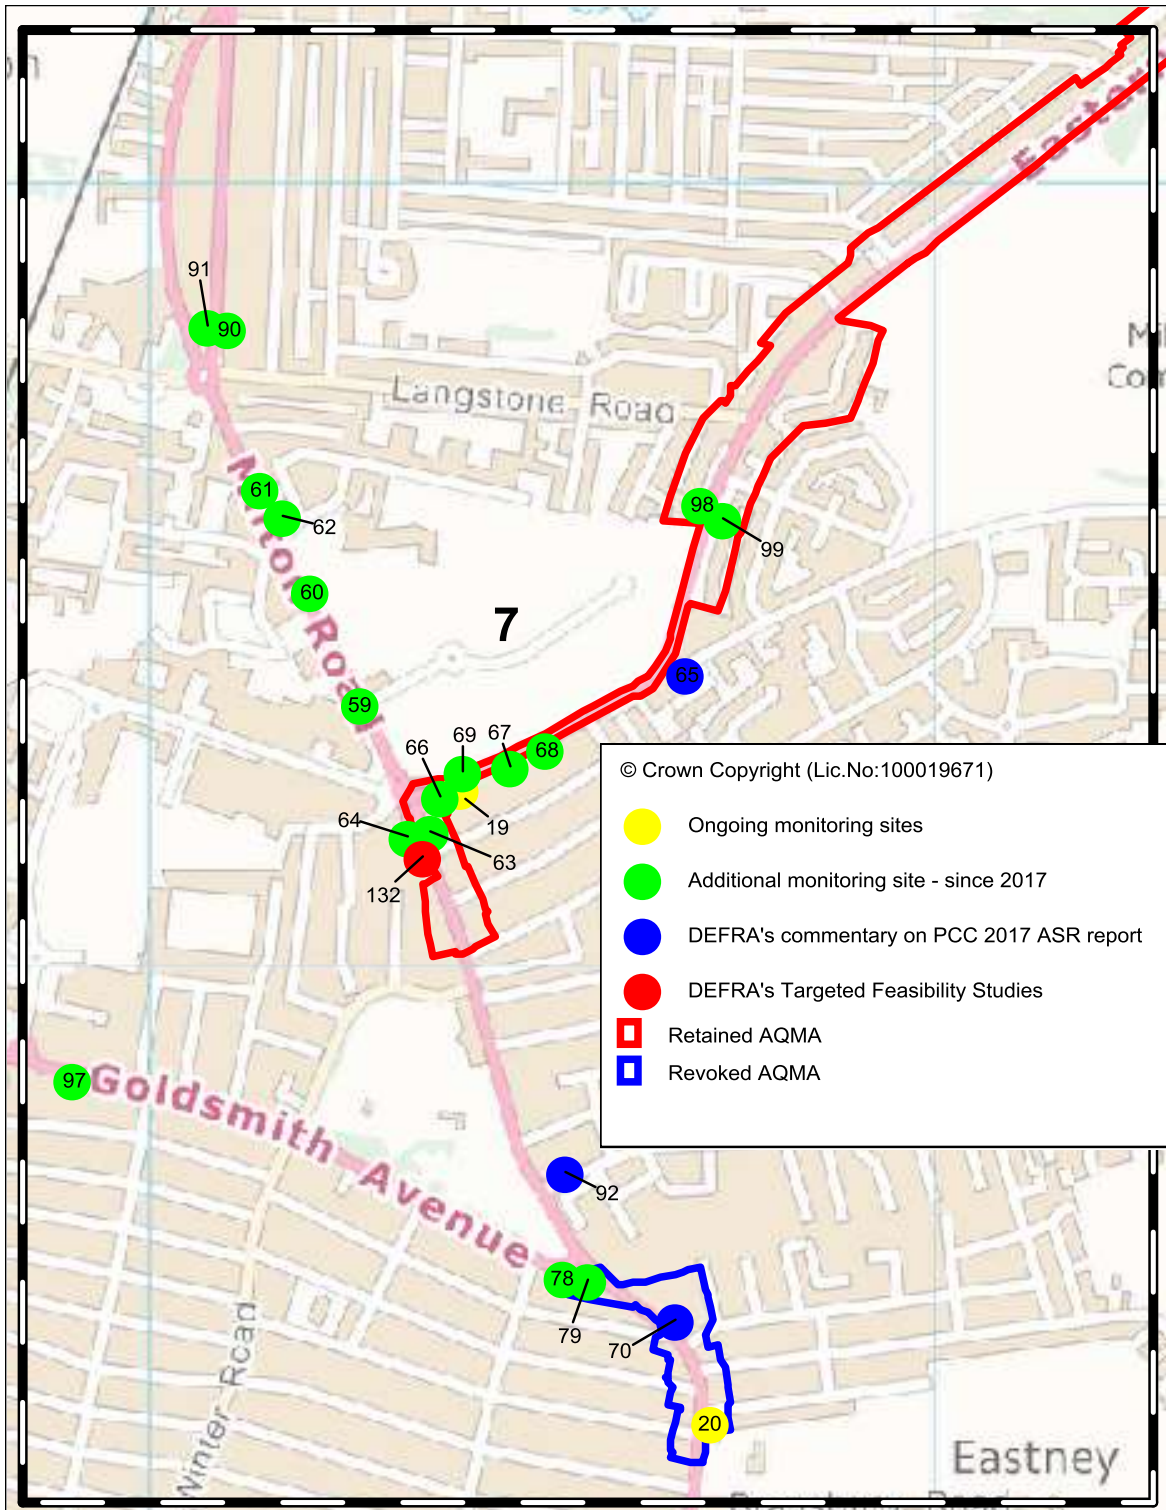 Eastern
91
90
Langstone Road
61
62
98
99
Milton Road
60
7
59
65
69
67
68
66
19
64
63
132
© Crown Copyright (Lic.No:100019671)
Ongoing monitoring sites
Additional monitoring site - since 2017
DEFRA's commentary on PCC 2017 ASR report
DEFRA's Targeted Feasibility Studies
Retained AQMA
Revoked AQMA
97
Goldsmith Avenue
92
78
79
70
20
Winter Road
Eastney